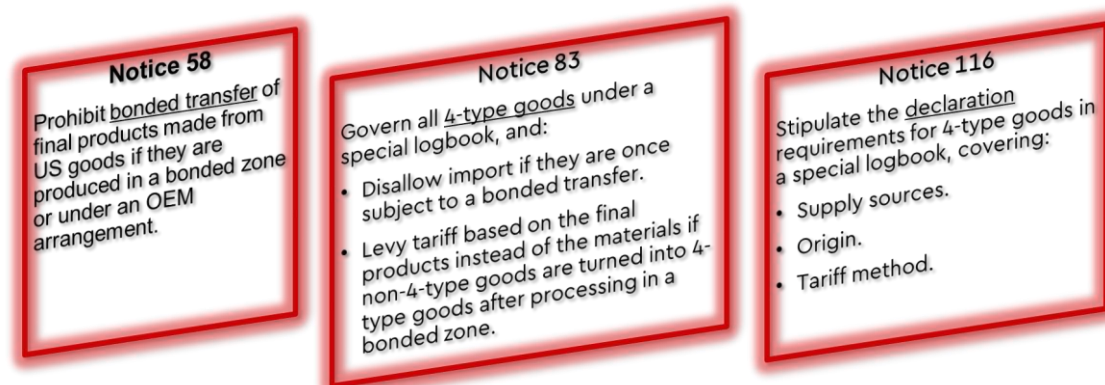 Notice 58
Prohibit bonded transfer of
final products made from
US goods if they are
produced in a bonded zone
or under an OEM
arrangement.
Notice 83
Govern all 4-type goods under a
special logbook, and:
• Disallow import if they are once
subject to a bonded transfer.
• Levy tariff based on the final
products instead of the materials if
non-4-type goods are turned into 4-
type goods after processing in a
bonded zone.
Notice 116
Stipulate the declaration
requirements for 4-type goods in
a special logbook, covering:
• Supply sources.
• Origin.
• Tariff method.